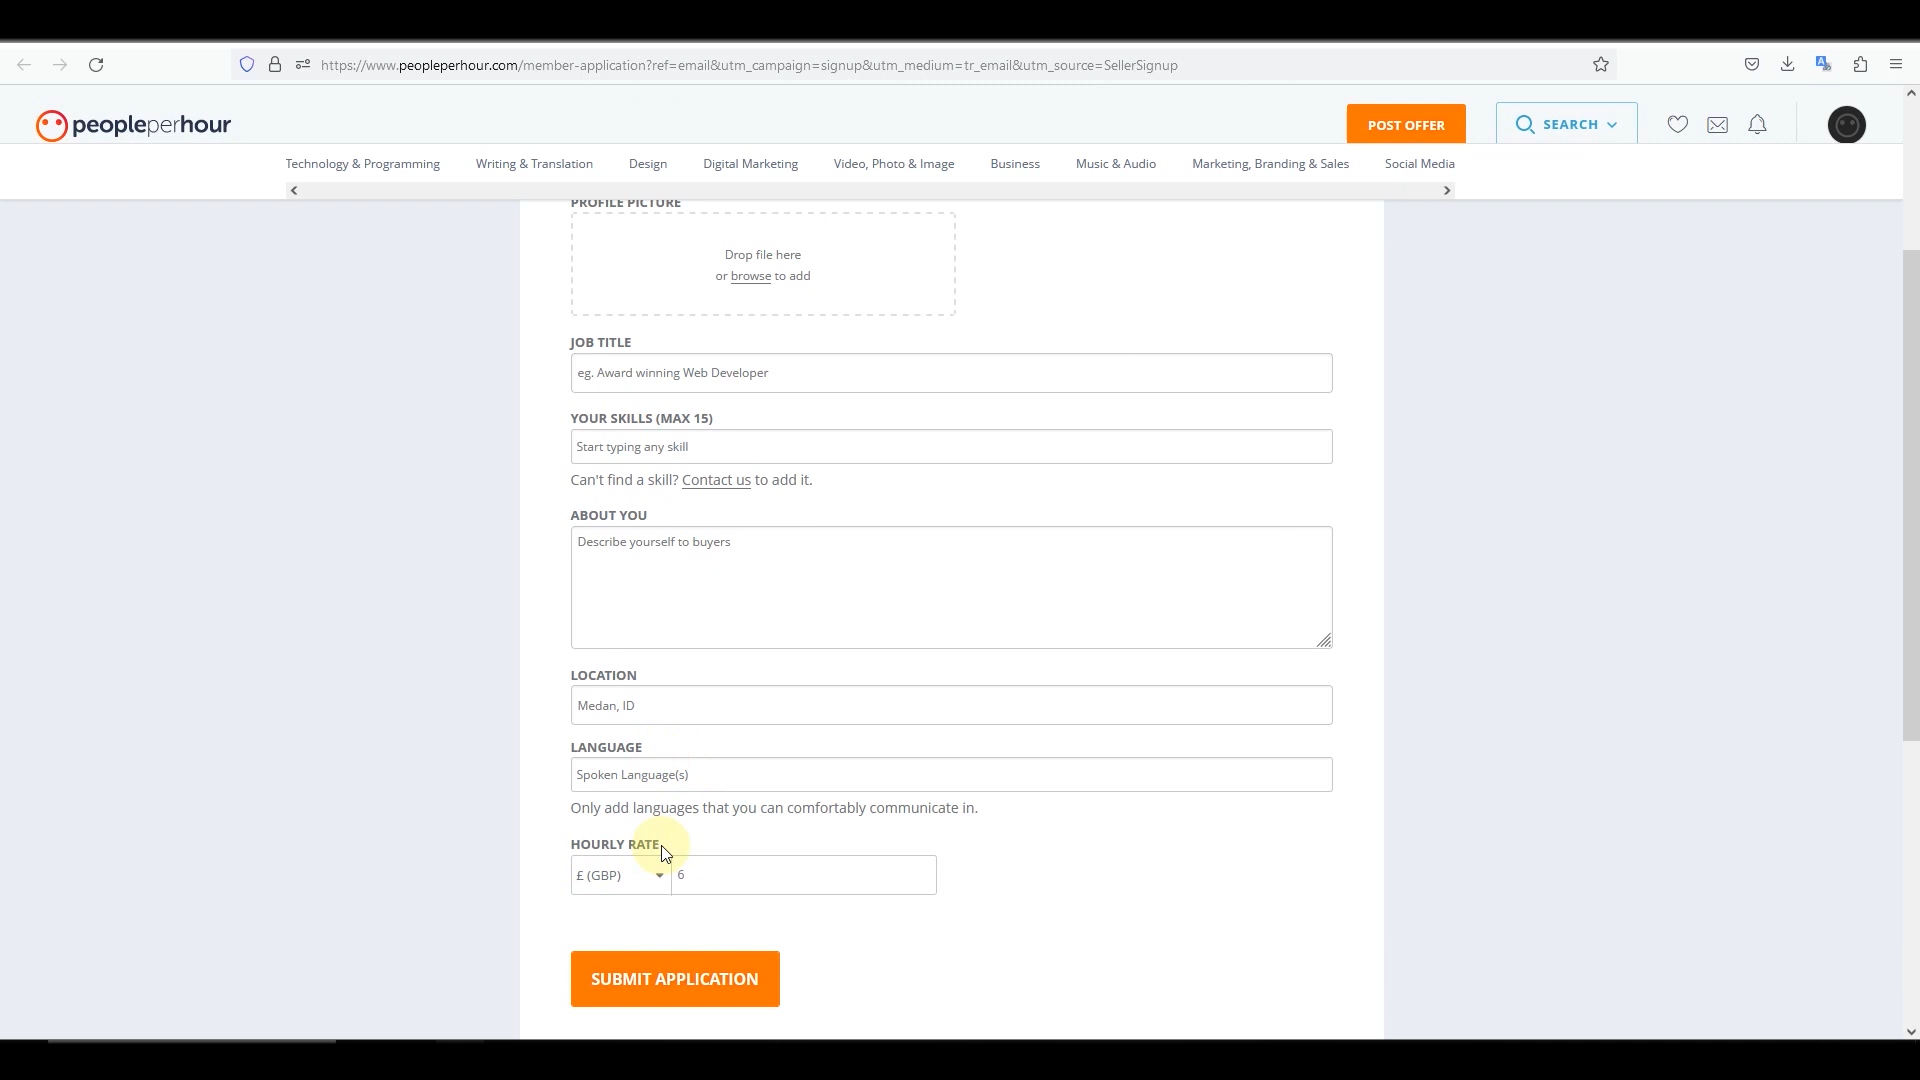 https://www.peopleperhour.com/member-application?ref=email&utm_campaign=signup&utm_medium=tr_email&utm_source=SellerSignup
peopleperhour
POST OFFER
SEARCH
Technology & Programming Writing & Translation Design Digital Marketing Video, Photo & Image Business Music & Audio Marketing, Branding & Sales Social Media
PROFILE PICTURE
Drop file here
or browse to add
JOB TITLE
eg. Award winning Web Developer
YOUR SKILLS (MAX 15)
Start typing any skill
Can't find a skill? Contact us to add it.
ABOUT YOU
Describe yourself to buyers
LOCATION
Medan, ID
LANGUAGE
Spoken Language(s)
Only add languages that you can comfortably communicate in.
HOURLY RATE
£ (GBP) 6
SUBMIT APPLICATION